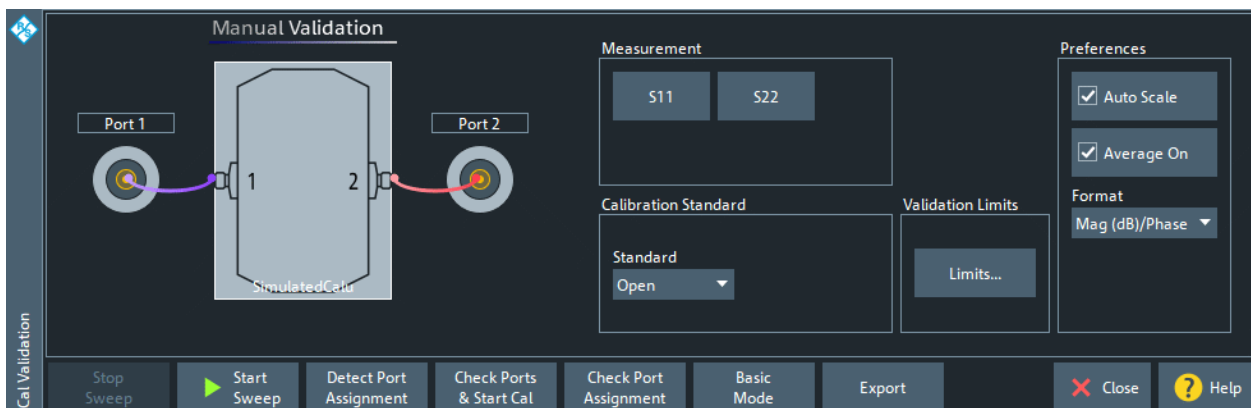 Manual Validation
Port 1
Port 2
1
2
SimulatedCalu
Measurement
S11
S22
Calibration Standard
Standard
Open
Validation Limits
Limits...
Preferences
Auto Scale
Average On
Format
Mag (dB)/Phase
Cal Validation
Stop
Sweep
Start
Sweep
Detect Port
Assignment
Check Ports
& Start Cal
Check Port
Assignment
Basic
Mode
Export
Close
? Help